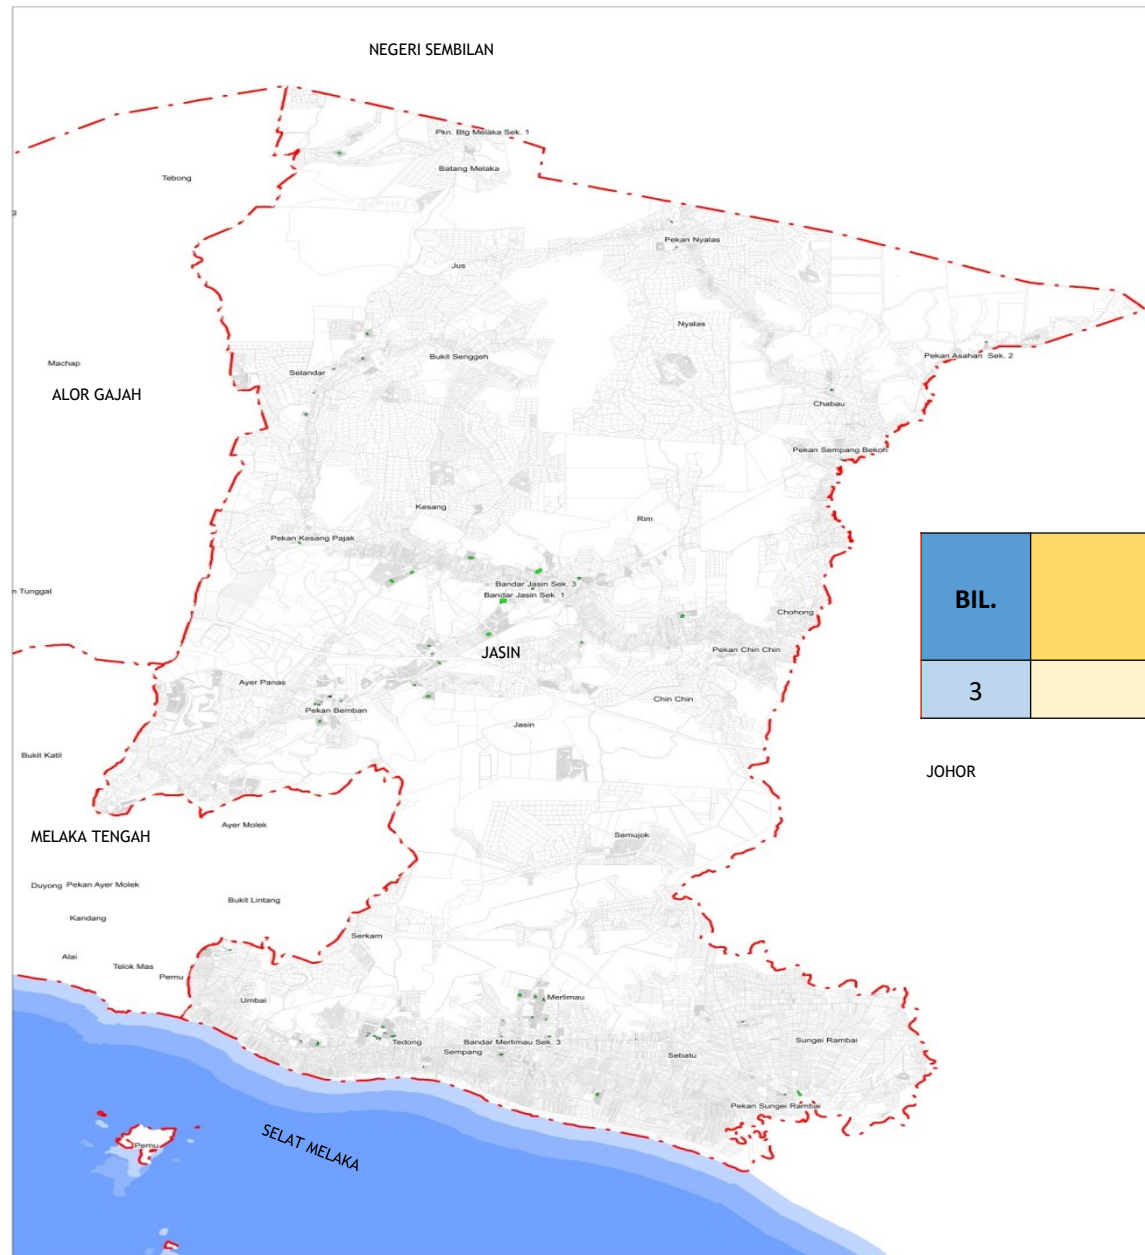 NEGERI SEMBILAN
Pkn. Btg Melaka Sek. 1
Batang Melaka
Tebong
Pekan Nyalas
Jus
Nyalas
Machap
Bukit Senggeh
Pekan Asahan Sek. 2
Selandar
ALOR GAJAH
Chabau
Pekan Sempang Bekoh
Kesang
Rim
Pekan Kesang Pajak
Bandar Jasin Sek. 3
n Tunggal
Bandar Jasin Sek. 1
BIL.
Chohong
JASIN
Pekan Chin Chin
Ayer Panas
3
Chin Chin
Pekan Bemban
Jasin
Bukit Katil
JOHOR
Ayer Molek
MELAKA TENGAH
Semujok
Duyong
Pekan Ayer Molek
Bukit Lintang
Kandang
Serkam
Alai
Telok Mas
Pernu
Umbai
Merlimau
Tedong
Bandar Merlimau Sek. 3
Sungei Rambai
Sempang
Sebatu
Pekan Sungei Rambai
SELAT MELAKA
Pernu